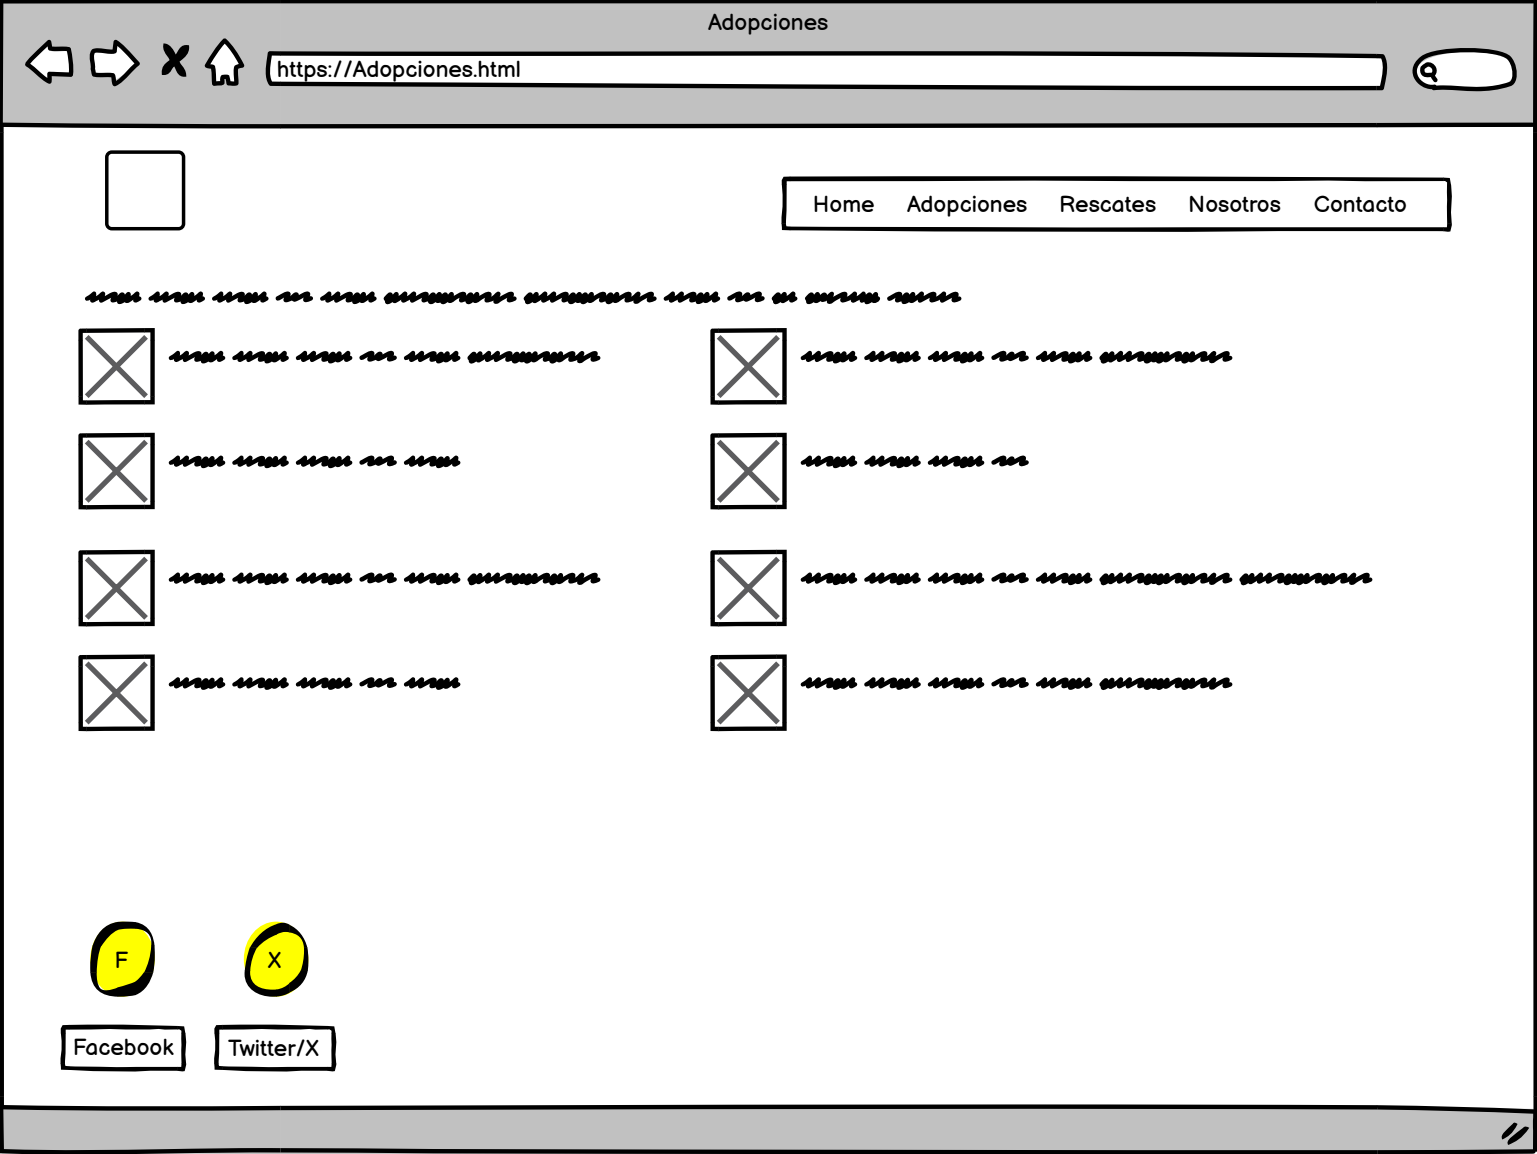 Adopciones
https://Adopciones.html
Home Adopciones Rescates Nosotros Contacto
F X
Facebook Twitter/X